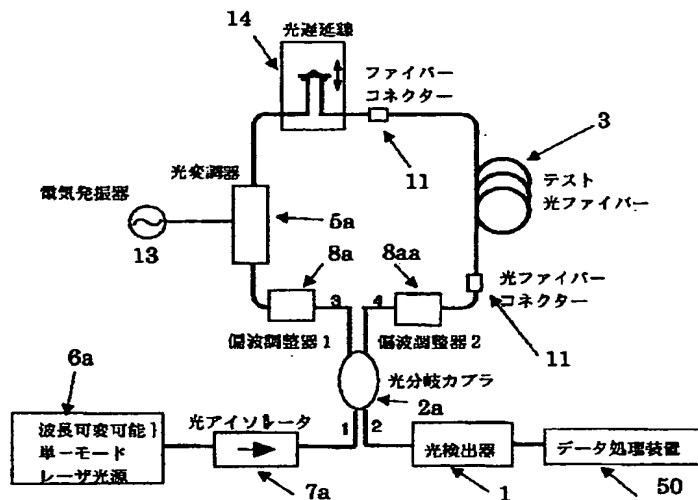 14
光遅延線
ファイバー
コネクター
11
3
テスト
光ファイバー
光変調器
電気発振器
13
5a
8a
8aa
3
4
偏波調整器1
偏波調整器2
光ファイバー
コネクター
11
光分岐カプラ
2a
6a
波長可変可能
単一モード
レーザ光源
光アイソレータ
7a
1
2
光検出器
1
データ処理装置
50